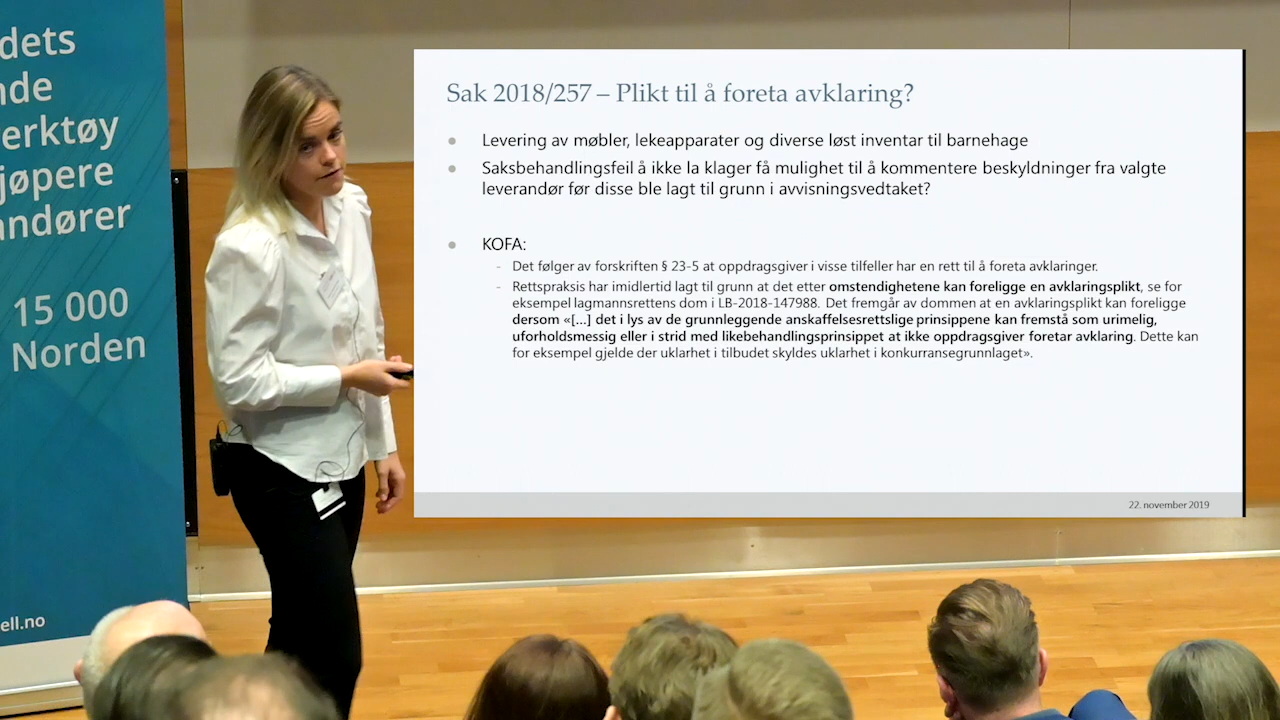 dets
nde
erktøy
jøpere
andører
15 000
Norden
ell.no
Sak 2018/257 – Plikt til å foreta avklaring?
● Levering av møbler, lekeapparater og diverse løst inventar til barnehage
● Saksbehandlingsfeil å ikke la klager få mulighet til å kommentere beskyldninger fra valgte
leverandør før disse ble lagt til grunn i avvisningsvedtaket?
● KOFA:
- Det følger av forskriften § 23-5 at oppdragsgiver i visse tilfeller har en rett til å foreta avklaringer.
- Rettspraksis har imidlertid lagt til grunn at det etter omstendighetene kan foreligge en avklaringsplikt, se for
eksempel lagmannsrettens dom i LB-2018-147988. Det fremgår av dommen at en avklaringsplikt kan foreligge
dersom «[...] det i lys av de grunnleggende anskaffelsesrettslige prinsippene kan fremstå som urimelig,
uforholdsmessig eller i strid med likebehandlingsprinsippet at ikke oppdragsgiver foretar avklaring. Dette kan
for eksempel gjelde der uklarhet i tilbudet skyldes uklarhet i konkurransegrunnlaget».
22. november 2019